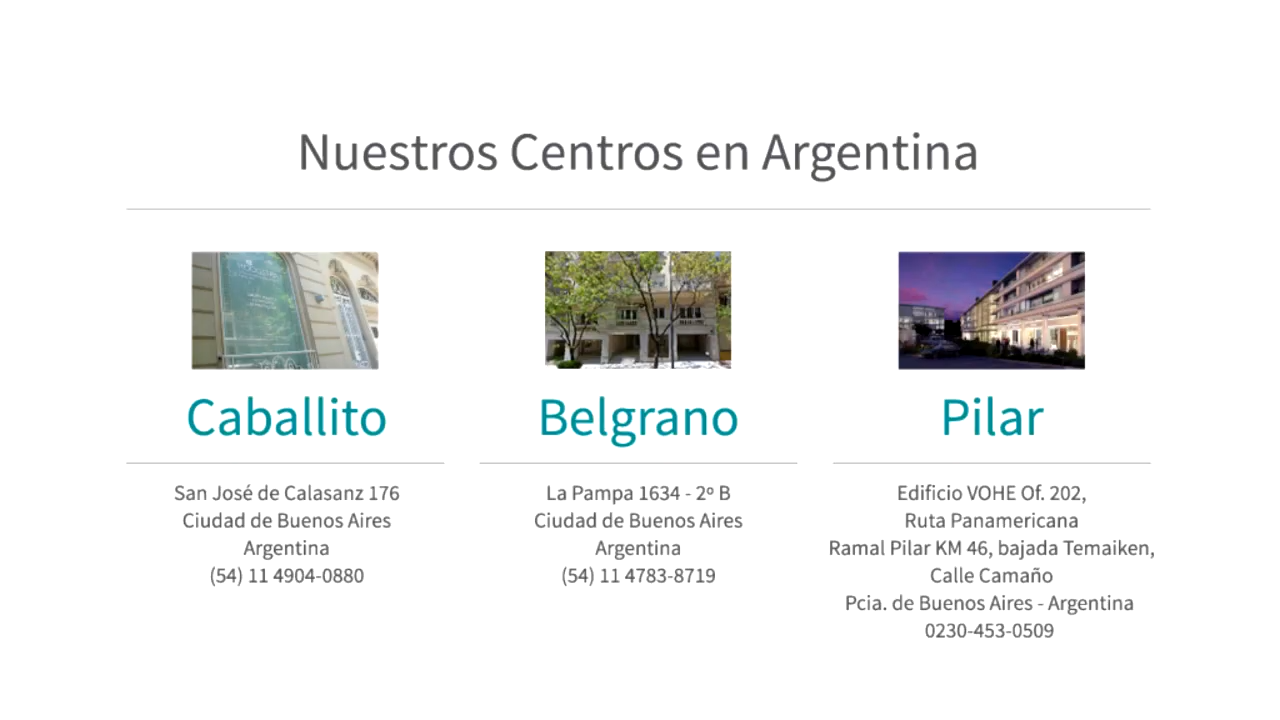 Nuestros Centros en Argentina
Caballito
San José de Calasanz 176
Ciudad de Buenos Aires
Argentina
(54) 11 4904-0880
Belgrano
La Pampa 1634 - 2º B
Ciudad de Buenos Aires
Argentina
(54) 11 4783-8719
Pilar
Edificio VOHE Of. 202,
Ruta Panamericana
Ramal Pilar KM 46, bajada Temaiken,
Calle Camaño
Pcia. de Buenos Aires - Argentina
0230-453-0509